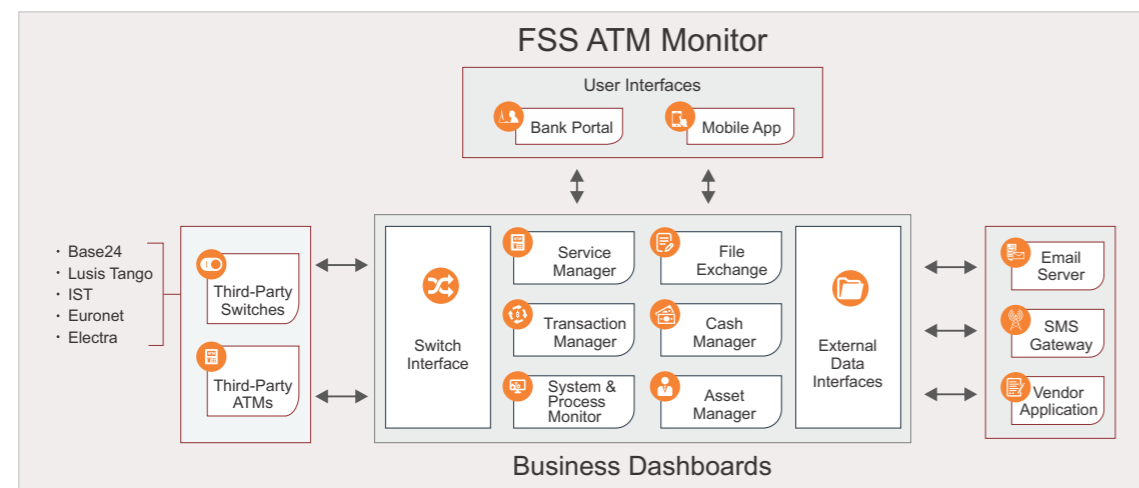 FSS ATM Monitor
User Interfaces
Bank Portal
Mobile App
· Base24
· Lusis Tango
· IST
· Euronet
· Electra
Third-Party
Switches
Third-Party
ATMs
Switch
Interface
Service
Manager
File
Exchange
Transaction
Manager
Cash
Manager
System &
Process
Monitor
Asset
Manager
External
Data
Interfaces
Email
Server
SMS
Gateway
Vendor
Application
Business Dashboards